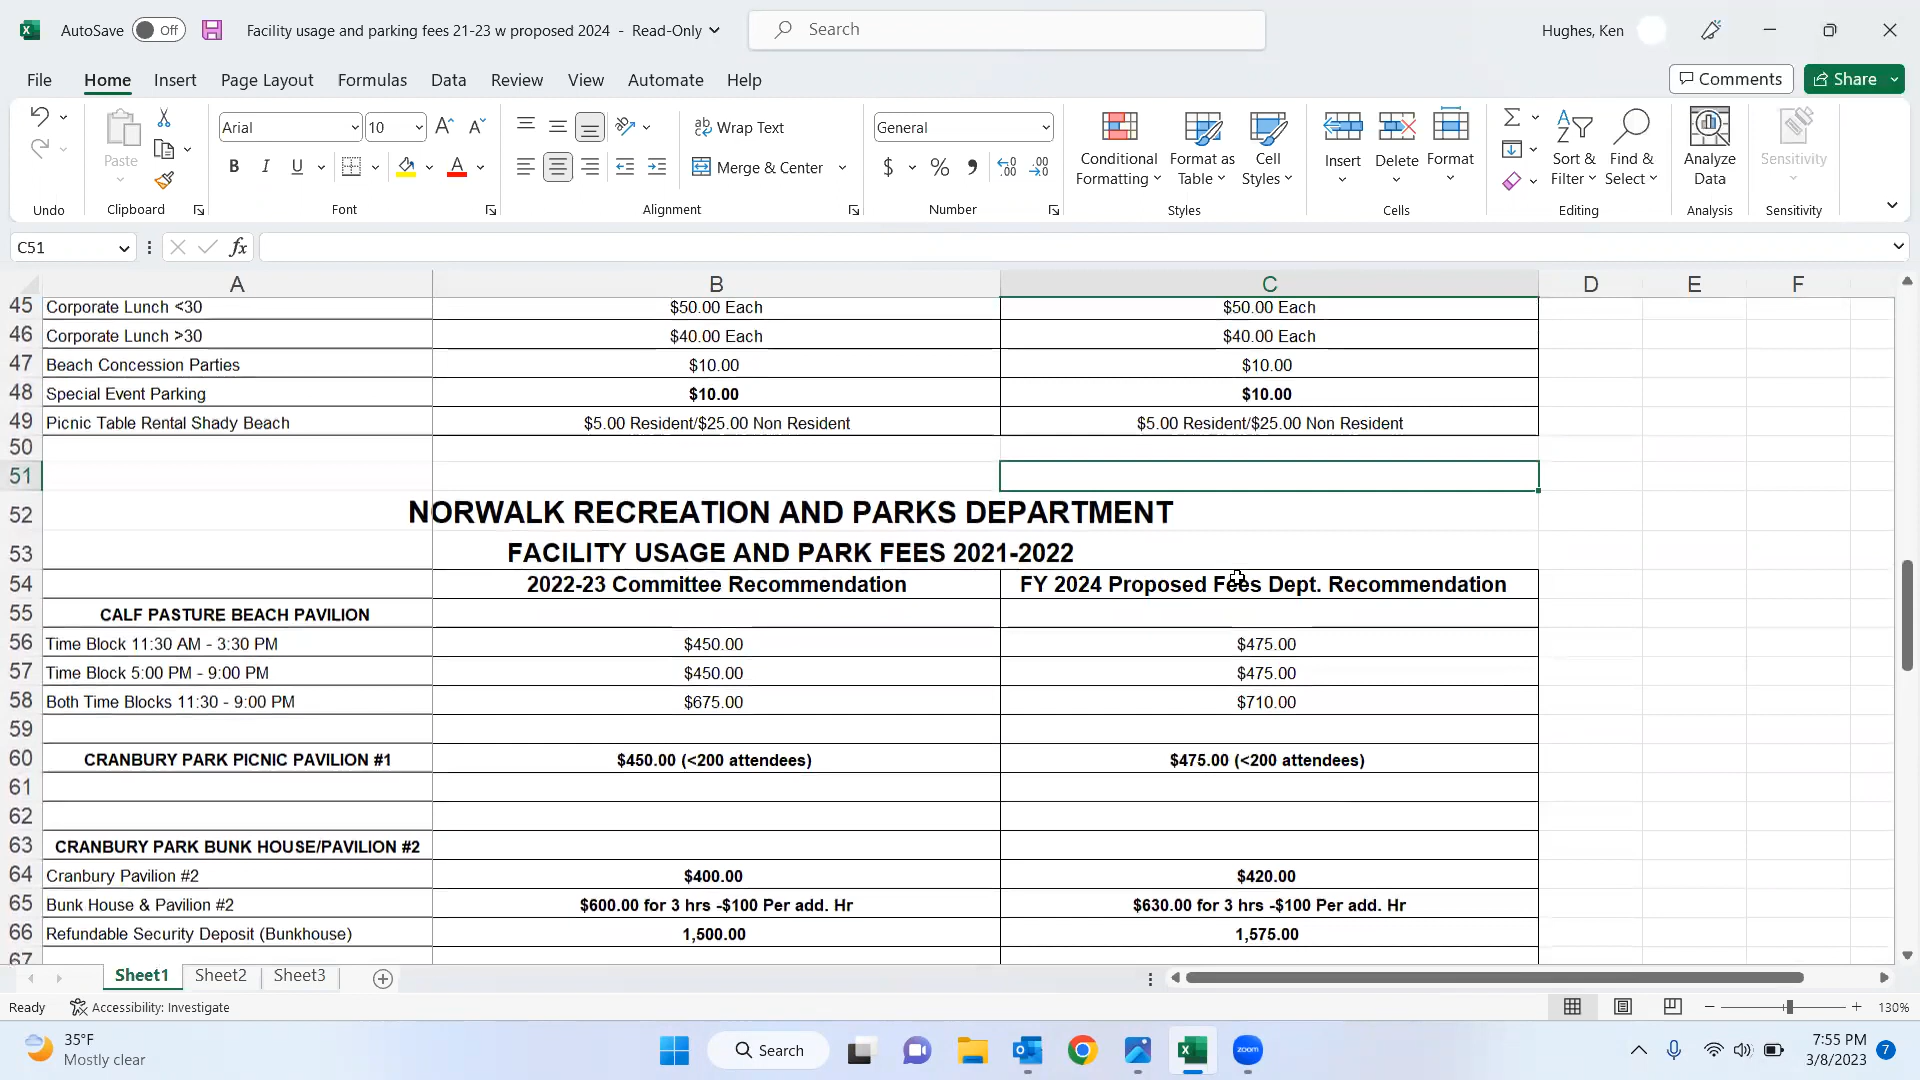 AutoSave Off Facility usage and parking fees 21-23 w proposed 2024 - Read-Only Search Hughes, Ken
File Home Insert Page Layout Formulas Data Review View Automate Help Comments Share
Arial 10 Wrap Text General
Paste B I U Merge & Center $ % Conditional Formatting Format as Table Cell Styles Insert Delete Format Sort & Filter Find & Select Analyze Data Sensitivity
Undo Clipboard Font Alignment Number Styles Cells Editing Analysis Sensitivity
C51 fx
A B C D E F
45 Corporate Lunch <30 $50.00 Each $50.00 Each
46 Corporate Lunch >30 $40.00 Each $40.00 Each
47 Beach Concession Parties $10.00 $10.00
48 Special Event Parking $10.00 $10.00
49 Picnic Table Rental Shady Beach $5.00 Resident/$25.00 Non Resident $5.00 Resident/$25.00 Non Resident
50
51
52 NORWALK RECREATION AND PARKS DEPARTMENT
53 FACILITY USAGE AND PARK FEES 2021-2022
54 2022-23 Committee Recommendation FY 2024 Proposed Fees Dept. Recommendation
55 CALF PASTURE BEACH PAVILION
56 Time Block 11:30 AM - 3:30 PM $450.00 $475.00
57 Time Block 5:00 PM - 9:00 PM $450.00 $475.00
58 Both Time Blocks 11:30 - 9:00 PM $675.00 $710.00
59
60 CRANBURY PARK PICNIC PAVILION #1 $450.00 (<200 attendees) $475.00 (<200 attendees)
61
62
63 CRANBURY PARK BUNK HOUSE/PAVILION #2
64 Cranbury Pavilion #2 $400.00 $420.00
65 Bunk House & Pavilion #2 $600.00 for 3 hrs -$100 Per add. Hr $630.00 for 3 hrs -$100 Per add. Hr
66 Refundable Security Deposit (Bunkhouse) 1,500.00 1,575.00
67
Sheet1 Sheet2 Sheet3
Ready Accessibility: Investigate 130%
35°F
Mostly clear
Search
zoom
7:55 PM
3/8/2023 7